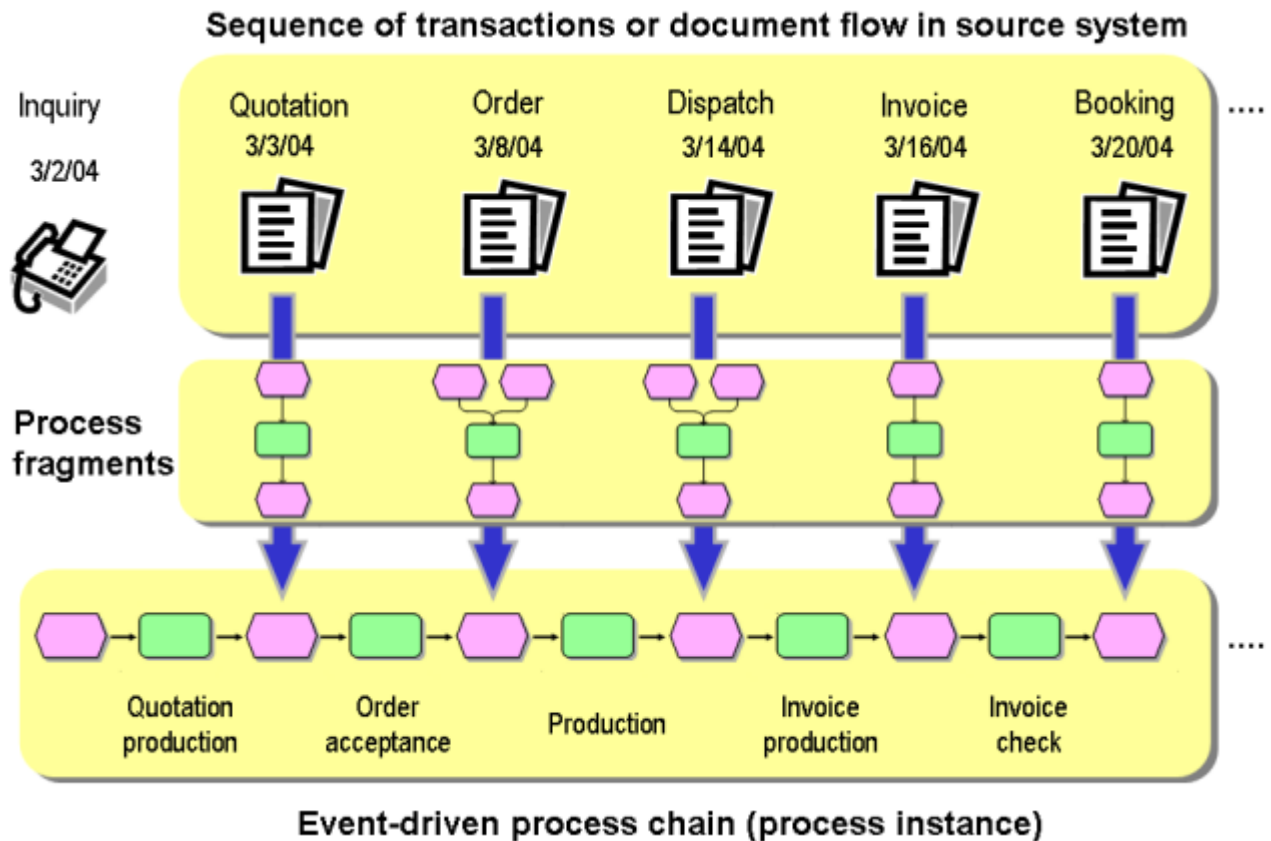 Sequence of transactions or document flow in source system
Inquiry
3/2/04
Quotation
3/3/04
Order
3/8/04
Dispatch
3/14/04
Invoice
3/16/04
Booking
3/20/04
....
Process
fragments
....
Quotation
production
Order
acceptance
Production
Invoice
production
Invoice
check
Event-driven process chain (process instance)